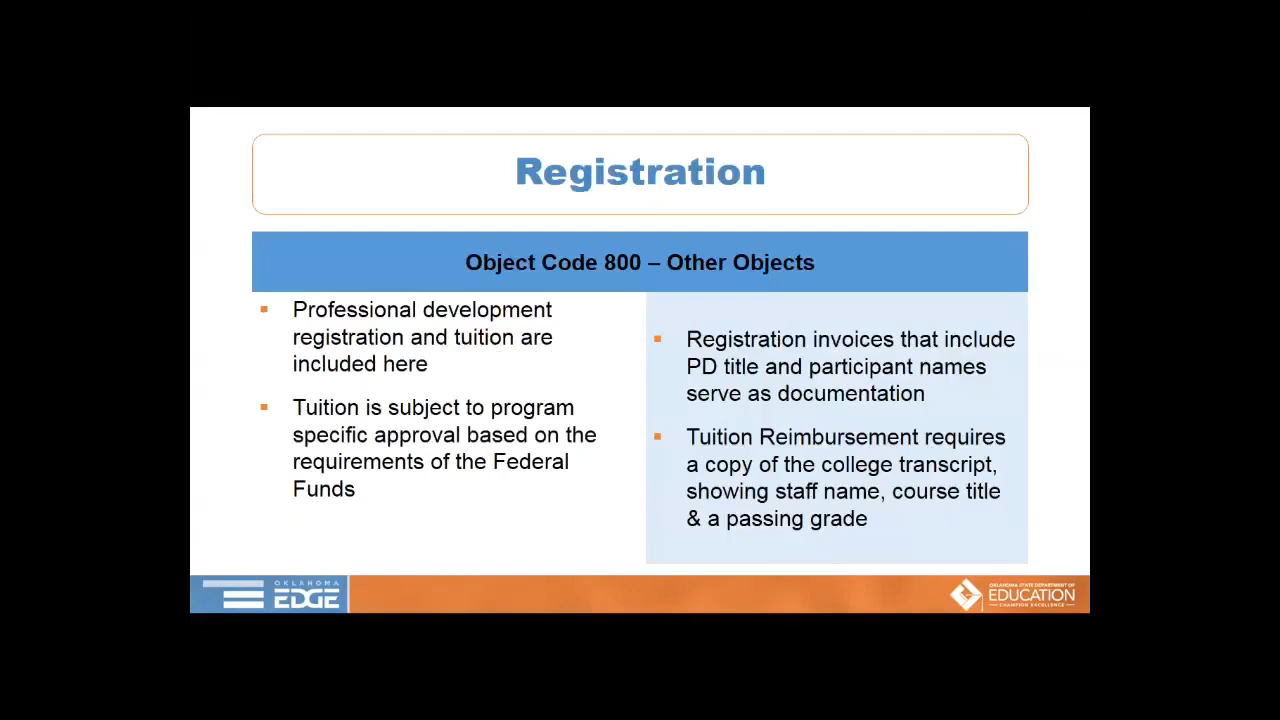 Registration
Object Code 800 – Other Objects
▪ Professional development
registration and tuition are
included here
▪ Tuition is subject to program
specific approval based on the
requirements of the Federal
Funds
▪ Registration invoices that include
PD title and participant names
serve as documentation
▪ Tuition Reimbursement requires
a copy of the college transcript,
showing staff name, course title
& a passing grade
OKLAHOMA
EDGE
OKLAHOMA STATE DEPARTMENT OF
EDUCATION
CHAMPION EXCELLENCE